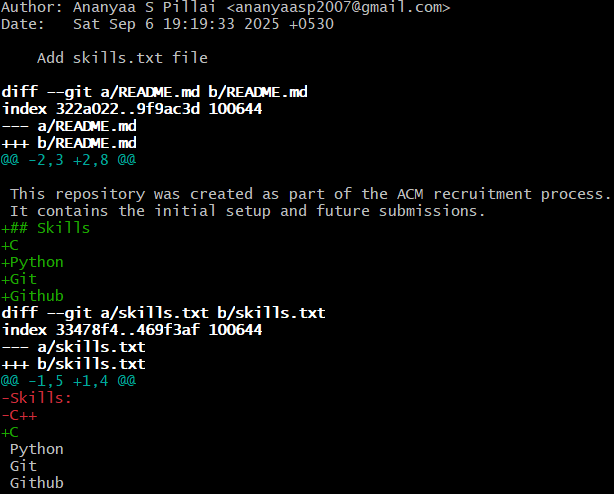 Author: Ananyaa S Pillai <ananyaasp2007@gmail.com>
Date:   Sat Sep 6 19:19:33 2025 +0530

    Add skills.txt file

diff --git a/README.md b/README.md
index 322a022..9f9ac3d 100644
--- a/README.md
+++ b/README.md
@@ -2,3 +2,8 @@

 This repository was created as part of the ACM recruitment process.
 It contains the initial setup and future submissions.
+## Skills
+C
+Python
+Git
+Github
diff --git a/skills.txt b/skills.txt
index 33478f4..469f3af 100644
--- a/skills.txt
+++ b/skills.txt
@@ -1,5 +1,4 @@
-Skills:
-C++
+C
 Python
 Git
 Github